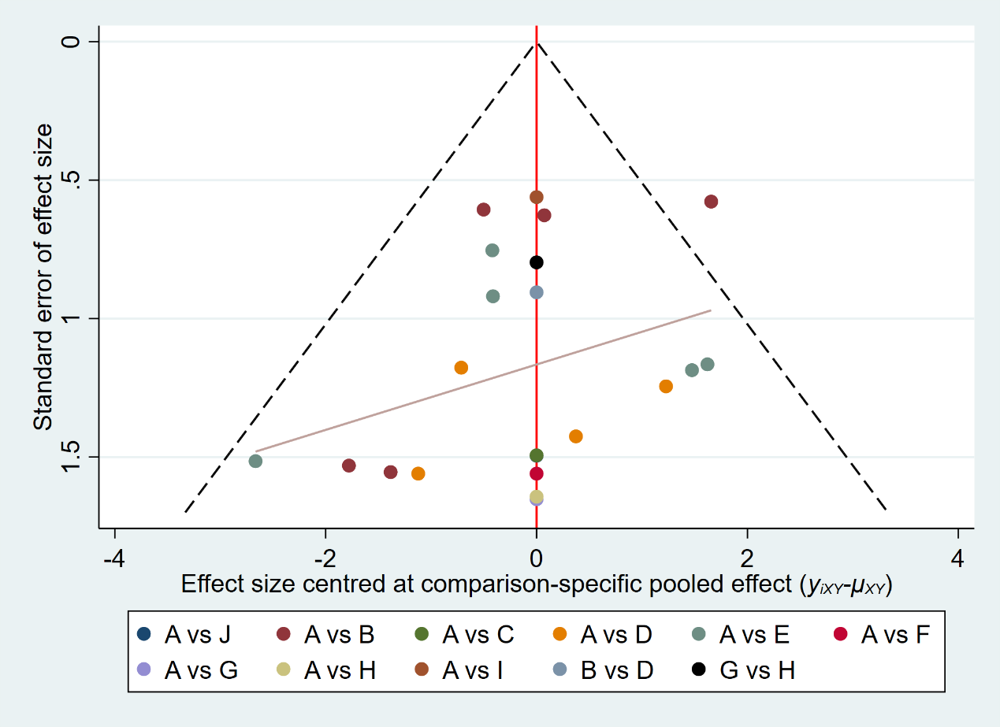 Standard error of effect size
0
.5
1
1.5
-4 -2 0 2 4
Effect size centred at comparison-specific pooled effect (yiXY-μXY)
A vs J A vs B A vs C A vs D A vs E A vs F
A vs G A vs H A vs I B vs D G vs H